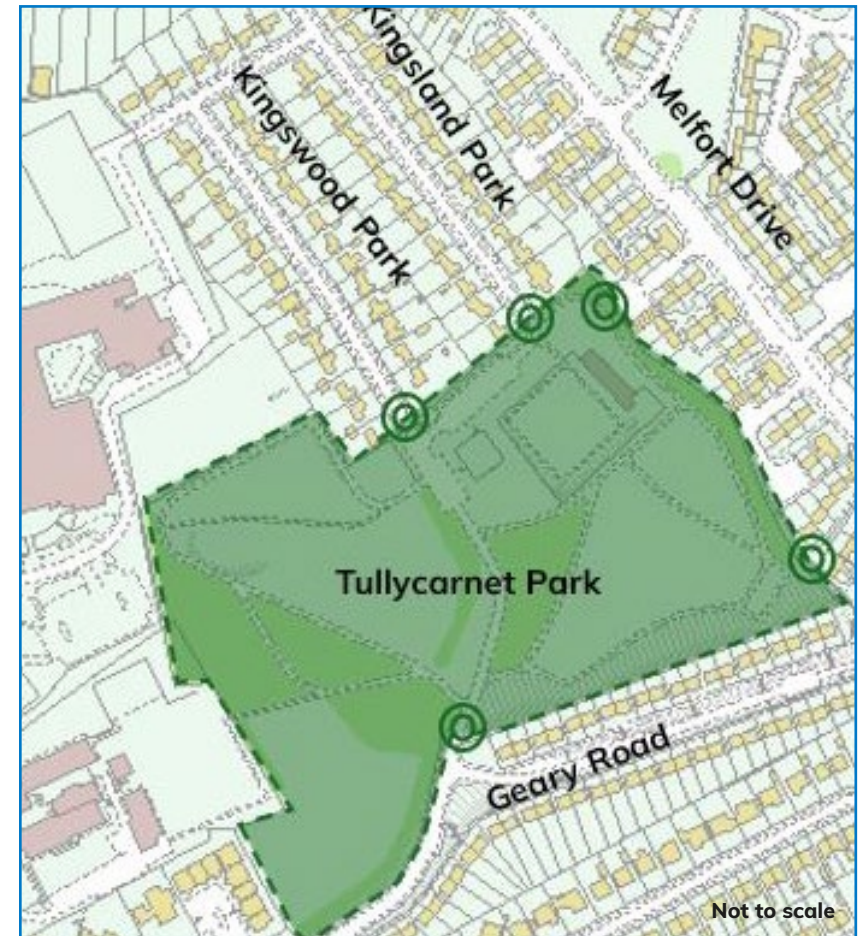 Kingsland Park
Kingswood Park
Melfort Drive
Tullycarnet Park
Geary Road
Not to scale